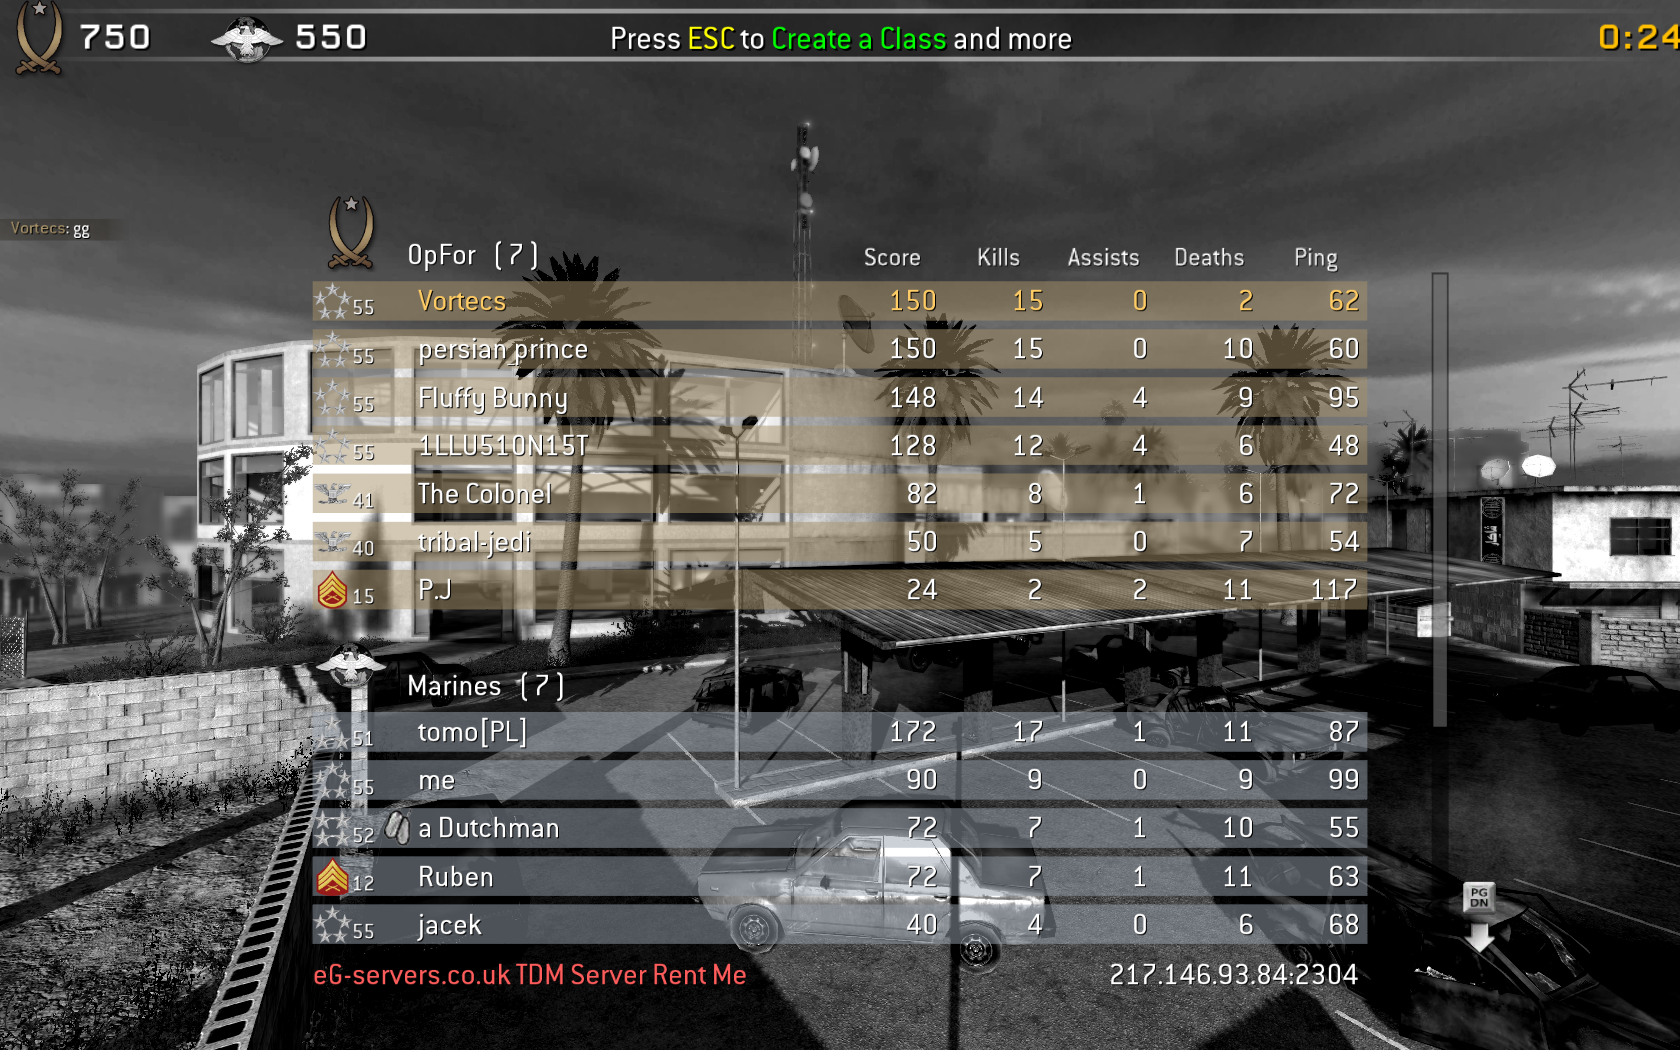 750 550 Press ESC to Create a Class and more 0:24
Vortecs: gg
OpFor (7) Score Kills Assists Deaths Ping
55 Vortecs 150 15 0 2 62
55 persian prince 150 15 0 10 60
55 Fluffy Bunny 148 14 4 9 95
55 1LLU510N15T 128 12 4 6 48
41 The Colonel 82 8 1 6 72
40 tribal-jedi 50 5 0 7 54
15 P.J 24 2 2 11 117
Marines (7)
51 tomo[PL] 172 17 1 11 87
55 me 90 9 0 9 99
52 a Dutchman 72 7 1 10 55
12 Ruben 72 7 1 11 63
55 jacek 40 4 0 6 68
PG
DN
eG-servers.co.uk TDM Server Rent Me 217.146.93.84:2304